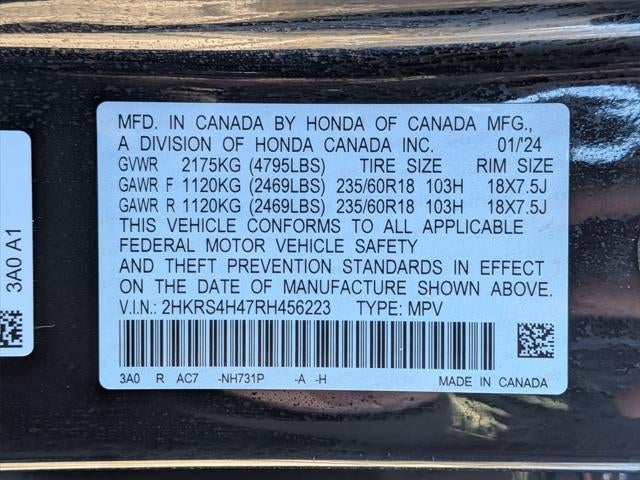 3A0 A1
MFD. IN CANADA BY HONDA OF CANADA MFG.,
A DIVISION OF HONDA CANADA INC. 01/'24
GVWR 2175KG (4795LBS) TIRE SIZE RIM SIZE
GAWR F 1120KG (2469LBS) 235/60R18 103H 18X7.5J
GAWR R 1120KG (2469LBS) 235/60R18 103H 18X7.5J
THIS VEHICLE CONFORMS TO ALL APPLICABLE
FEDERAL MOTOR VEHICLE SAFETY
AND THEFT PREVENTION STANDARDS IN EFFECT
ON THE DATE OF MANUFACTURE SHOWN ABOVE.
V.I.N.: 2HKRS4H47RH456223 TYPE: MPV
3A0 R AC7 -NH731P -A -H MADE IN CANADA